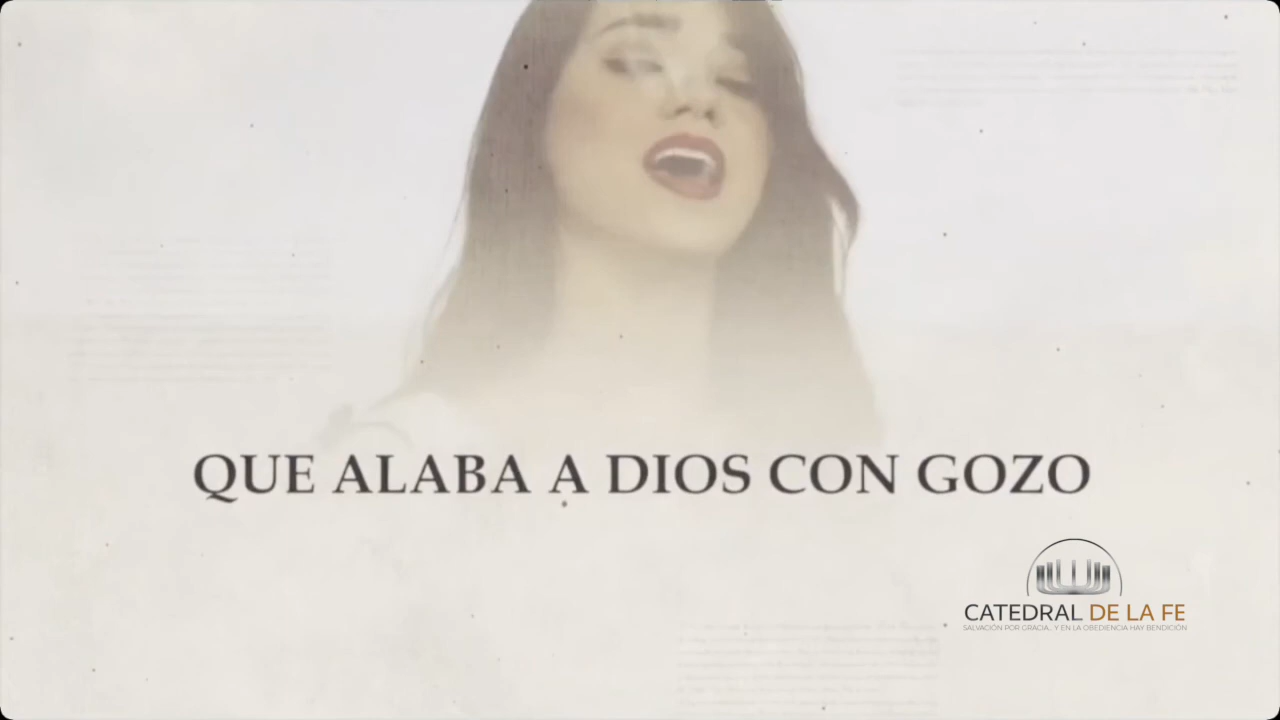 QUE ALABA A DIOS CON GOZO
CATEDRAL DE LA FE
SALVACIÓN POR GRACIA, Y EN LA OBEDIENCIA HAY BENDICIÓN